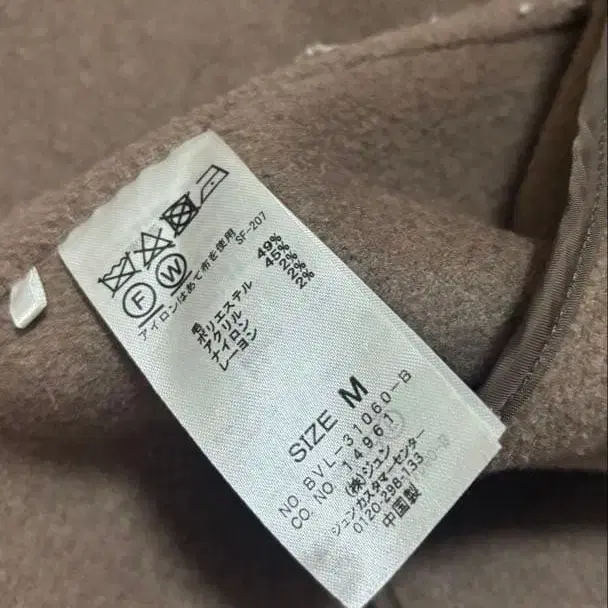 F W
アイロンはあて布を使用
SF-207
毛 49%
ポリエステル 45%
アクリル 2%
ナイロン 2%
レーヨン 2%
SIZE M
NO. BVL-31060-B
CO. NO. 14961
(株)ジュン
ジュンカスタマーセンター
0120-298-133
中国製